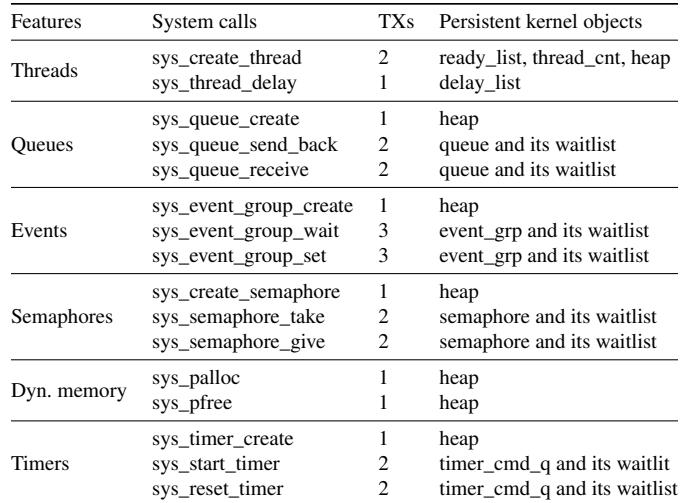 Features System calls TXs Persistent kernel objects
Threads
sys_create_thread 2 ready_list, thread_cnt, heap
sys_thread_delay 1 delay_list
Queues
sys_queue_create 1 heap
sys_queue_send_back 2 queue and its waitlist
sys_queue_receive 2 queue and its waitlist
Events
sys_event_group_create 1 heap
sys_event_group_wait 3 event_grp and its waitlist
sys_event_group_set 3 event_grp and its waitlist
Semaphores
sys_create_semaphore 1 heap
sys_semaphore_take 2 semaphore and its waitlist
sys_semaphore_give 2 semaphore and its waitlist
Dyn. memory
sys_palloc 1 heap
sys_pfree 1 heap
Timers
sys_timer_create 1 heap
sys_start_timer 2 timer_cmd_q and its waitlit
sys_reset_timer 2 timer_cmd_q and its waitlist